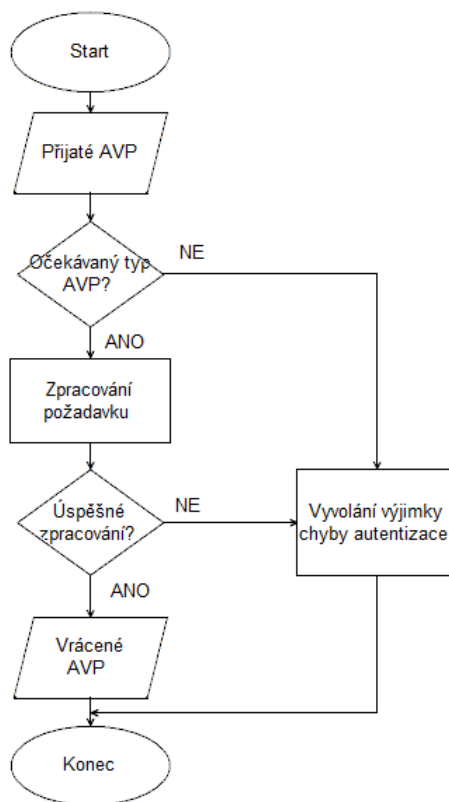 Start
Přijaté AVP
Očekávaný typ
AVP?
NE
ANO
Zpracování
požadavku
Úspěšné
zpracování?
NE
Vyvolání výjimky
chyby autentizace
ANO
Vrácené
AVP
Konec